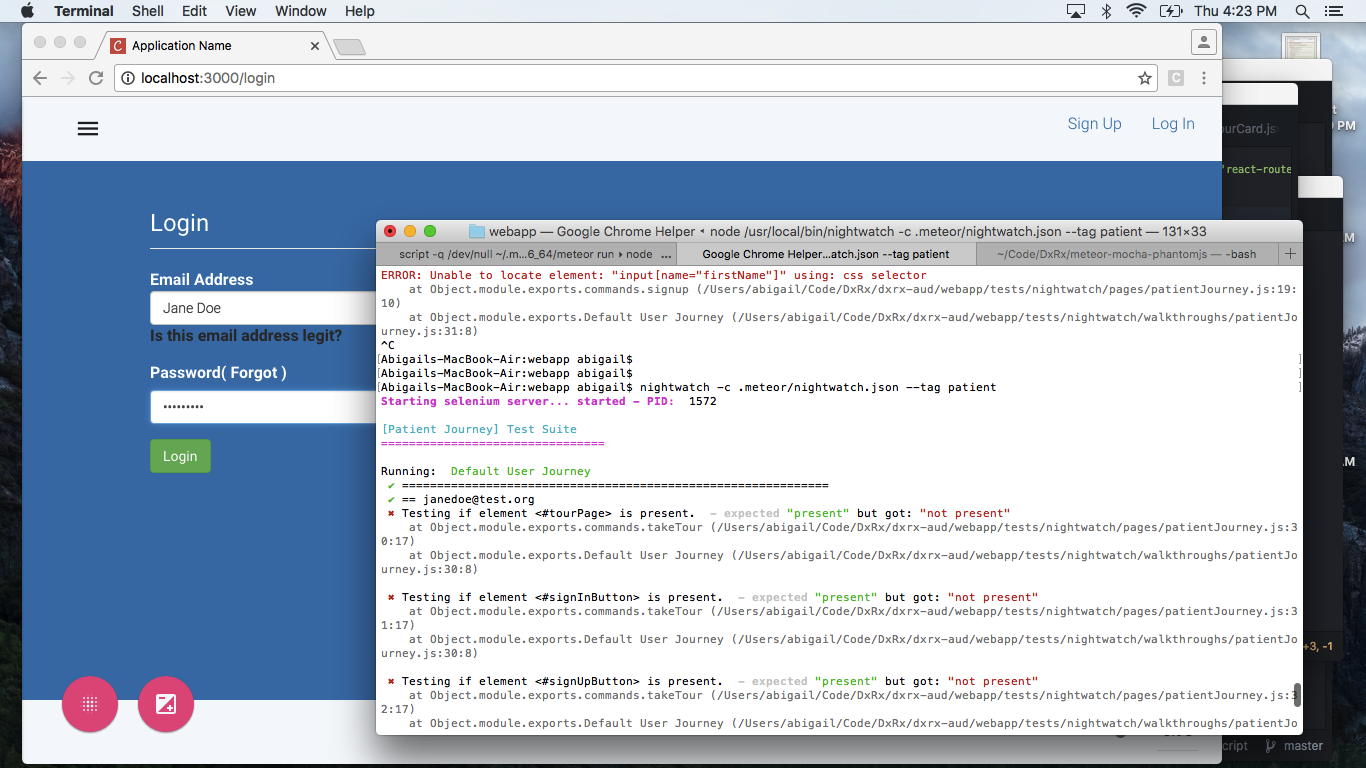 Terminal Shell Edit View Window Help Thu 4:23 PM
Application Name
localhost:3000/login
Sign Up Log In
Login
Email Address
Jane Doe
Is this email address legit?
Password( Forgot )
Login
webapp — Google Chrome Helper ◂ node /usr/local/bin/nightwatch -c .meteor/nightwatch.json --tag patient — 131×33
script -q /dev/null ~/.m...6_64/meteor run ▸ node ...
Google Chrome Helper...atch.json --tag patient
~/Code/DxRx/meteor-mocha-phantomjs — -bash
ERROR: Unable to locate element: "input[name="firstName"]" using: css selector
at Object.module.exports.commands.signup (/Users/abigail/Code/DxRx/dxrx-aud/webapp/tests/nightwatch/pages/patientJourney.js:19:
10)
at Object.module.exports.Default User Journey (/Users/abigail/Code/DxRx/dxrx-aud/webapp/tests/nightwatch/walkthroughs/patientJo
urney.js:31:8)
^C
[Abigails-MacBook-Air:webapp abigail$ ]
[Abigails-MacBook-Air:webapp abigail$ ]
[Abigails-MacBook-Air:webapp abigail$ nightwatch -c .meteor/nightwatch.json --tag patient ]
Starting selenium server... started - PID: 1572
[Patient Journey] Test Suite
================================
Running: Default User Journey
✔ =============================================================
✔ == janedoe@test.org
✖ Testing if element <#tourPage> is present. - expected "present" but got: "not present"
at Object.module.exports.commands.takeTour (/Users/abigail/Code/DxRx/dxrx-aud/webapp/tests/nightwatch/pages/patientJourney.js:3
0:17)
at Object.module.exports.Default User Journey (/Users/abigail/Code/DxRx/dxrx-aud/webapp/tests/nightwatch/walkthroughs/patientJo
urney.js:30:8)
✖ Testing if element <#signInButton> is present. - expected "present" but got: "not present"
at Object.module.exports.commands.takeTour (/Users/abigail/Code/DxRx/dxrx-aud/webapp/tests/nightwatch/pages/patientJourney.js:3
1:17)
at Object.module.exports.Default User Journey (/Users/abigail/Code/DxRx/dxrx-aud/webapp/tests/nightwatch/walkthroughs/patientJo
urney.js:30:8)
✖ Testing if element <#signUpButton> is present. - expected "present" but got: "not present"
at Object.module.exports.commands.takeTour (/Users/abigail/Code/DxRx/dxrx-aud/webapp/tests/nightwatch/pages/patientJourney.js:3
2:17)
at Object.module.exports.Default User Journey (/Users/abigail/Code/DxRx/dxrx-aud/webapp/tests/nightwatch/walkthroughs/patientJo
PM
ourCard.js
'react-route
+3, -1
cript master